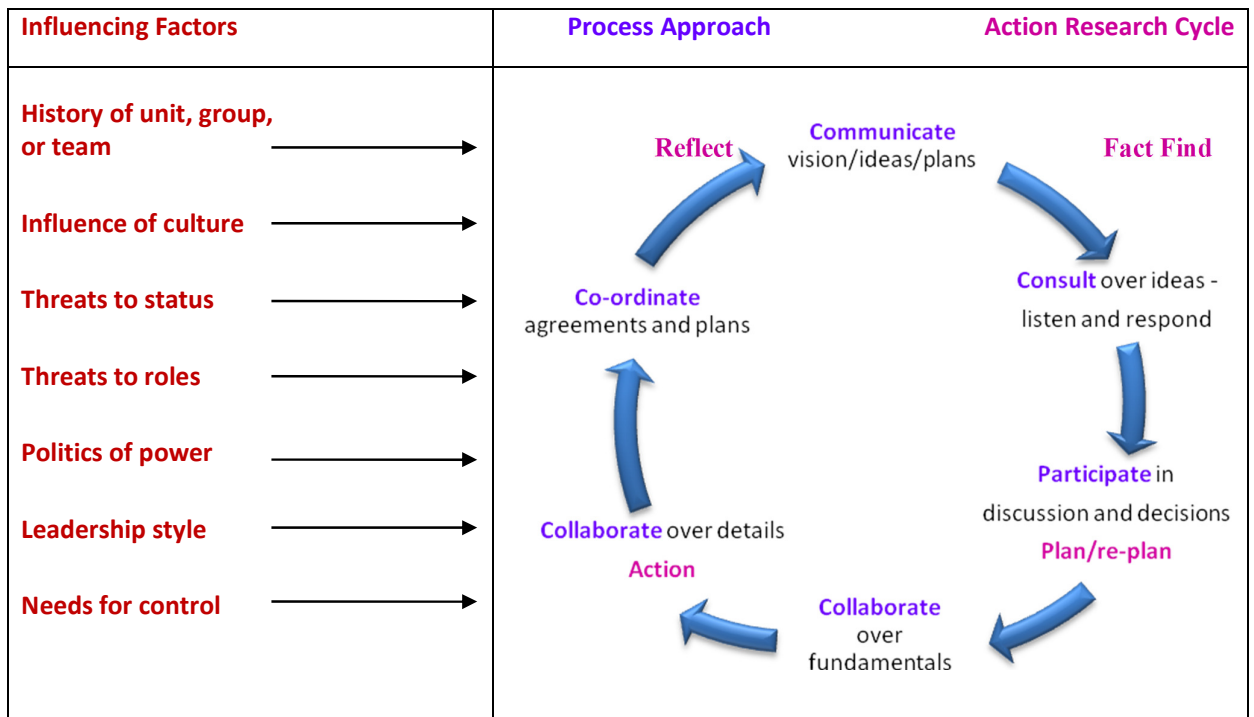 Influencing Factors
Process Approach
Action Research Cycle
History of unit, group,
or team
Influence of culture
Threats to status
Threats to roles
Politics of power
Leadership style
Needs for control
Reflect
Communicate
vision/ideas/plans
Fact Find
Consult over ideas -
listen and respond
Participate in
discussion and decisions
Plan/re-plan
Collaborate
over
fundamentals
Collaborate over details
Action
Co-ordinate
agreements and plans